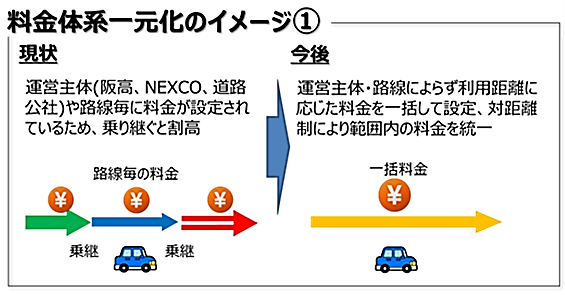 料金体系一元化のイメージ①
現状
運営主体(阪高、NEXCO、道路
公社)や路線毎に料金が設定され
ているため、乗り継ぐと割高
路線毎の料金
¥
¥
¥
乗継
乗継
今後
運営主体・路線によらず利用距離に
応じた料金を一括して設定、対距離
制により範囲内の料金を統一
一括料金
¥